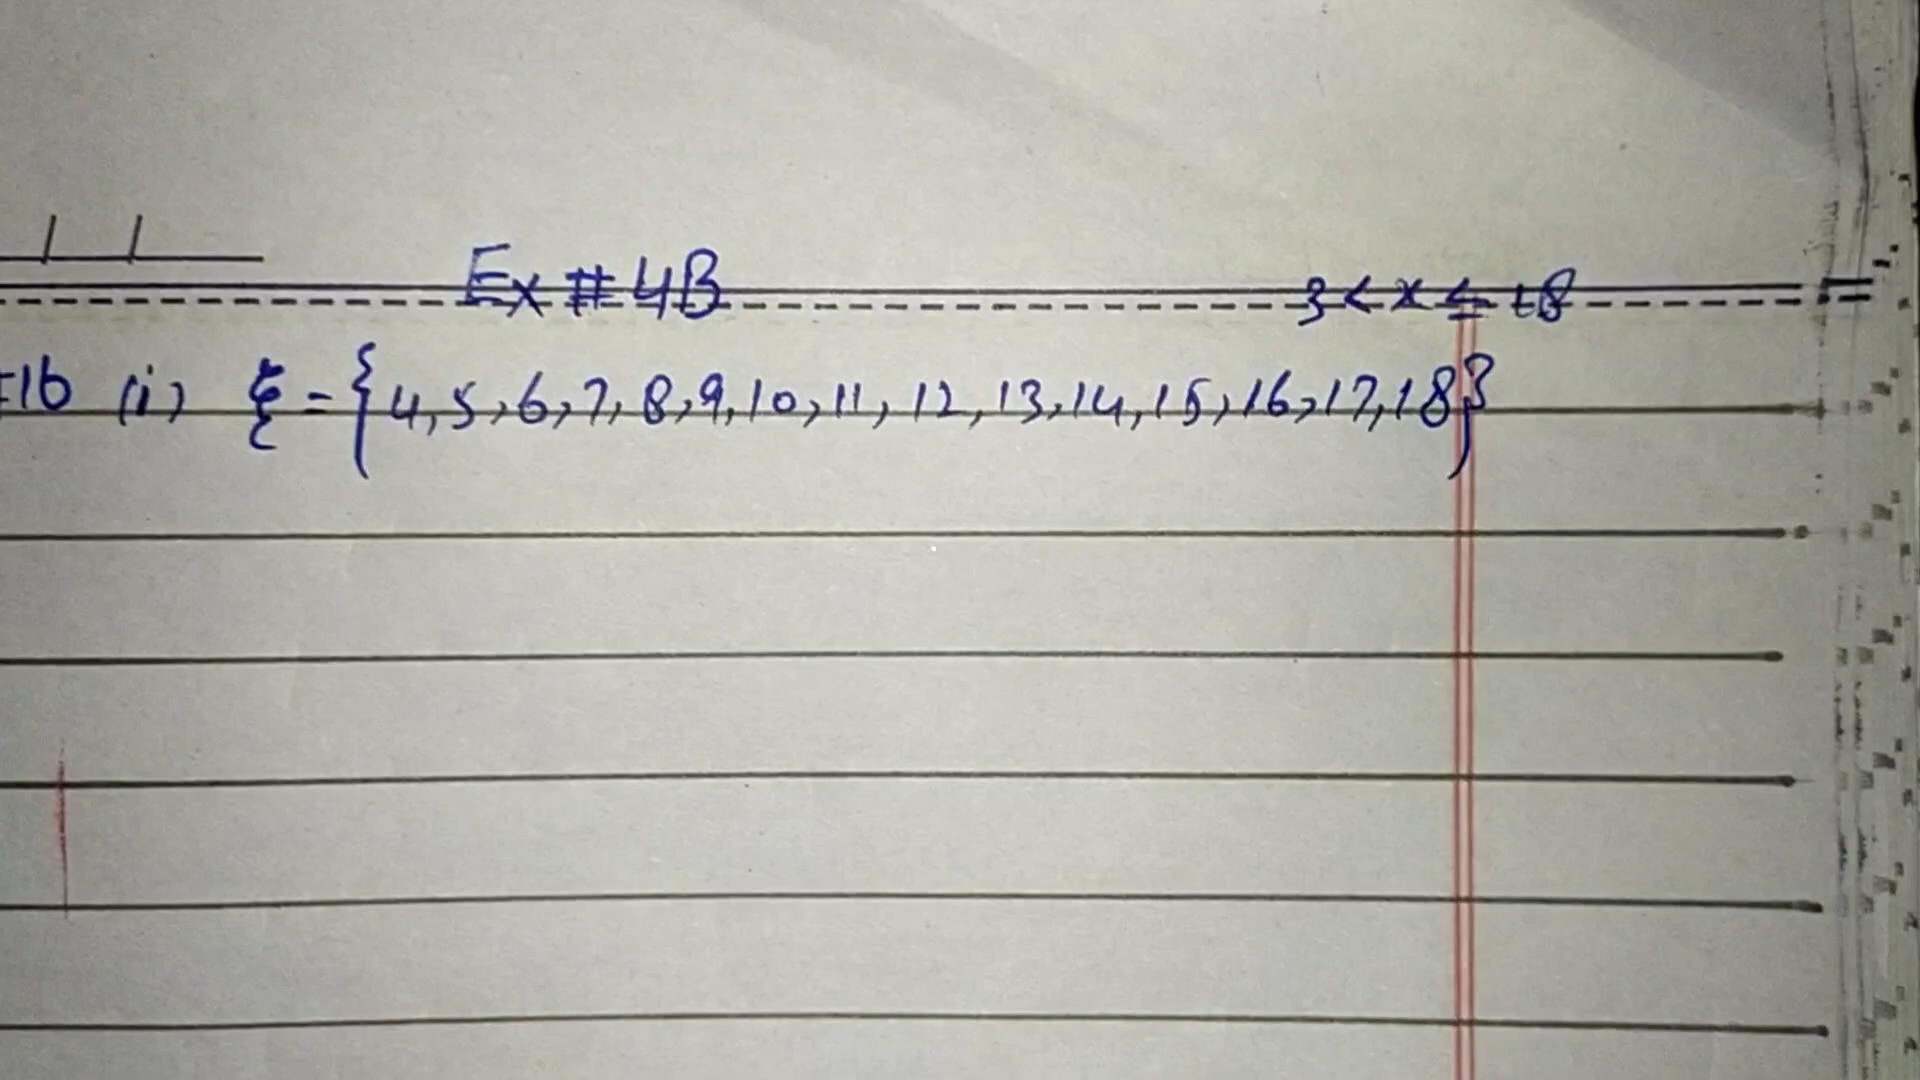 Ex # 4B 3 < x ≤ 18
16 (i) ξ = {4,5,6,7,8,9,10,11,12,13,14,15,16,17,18}